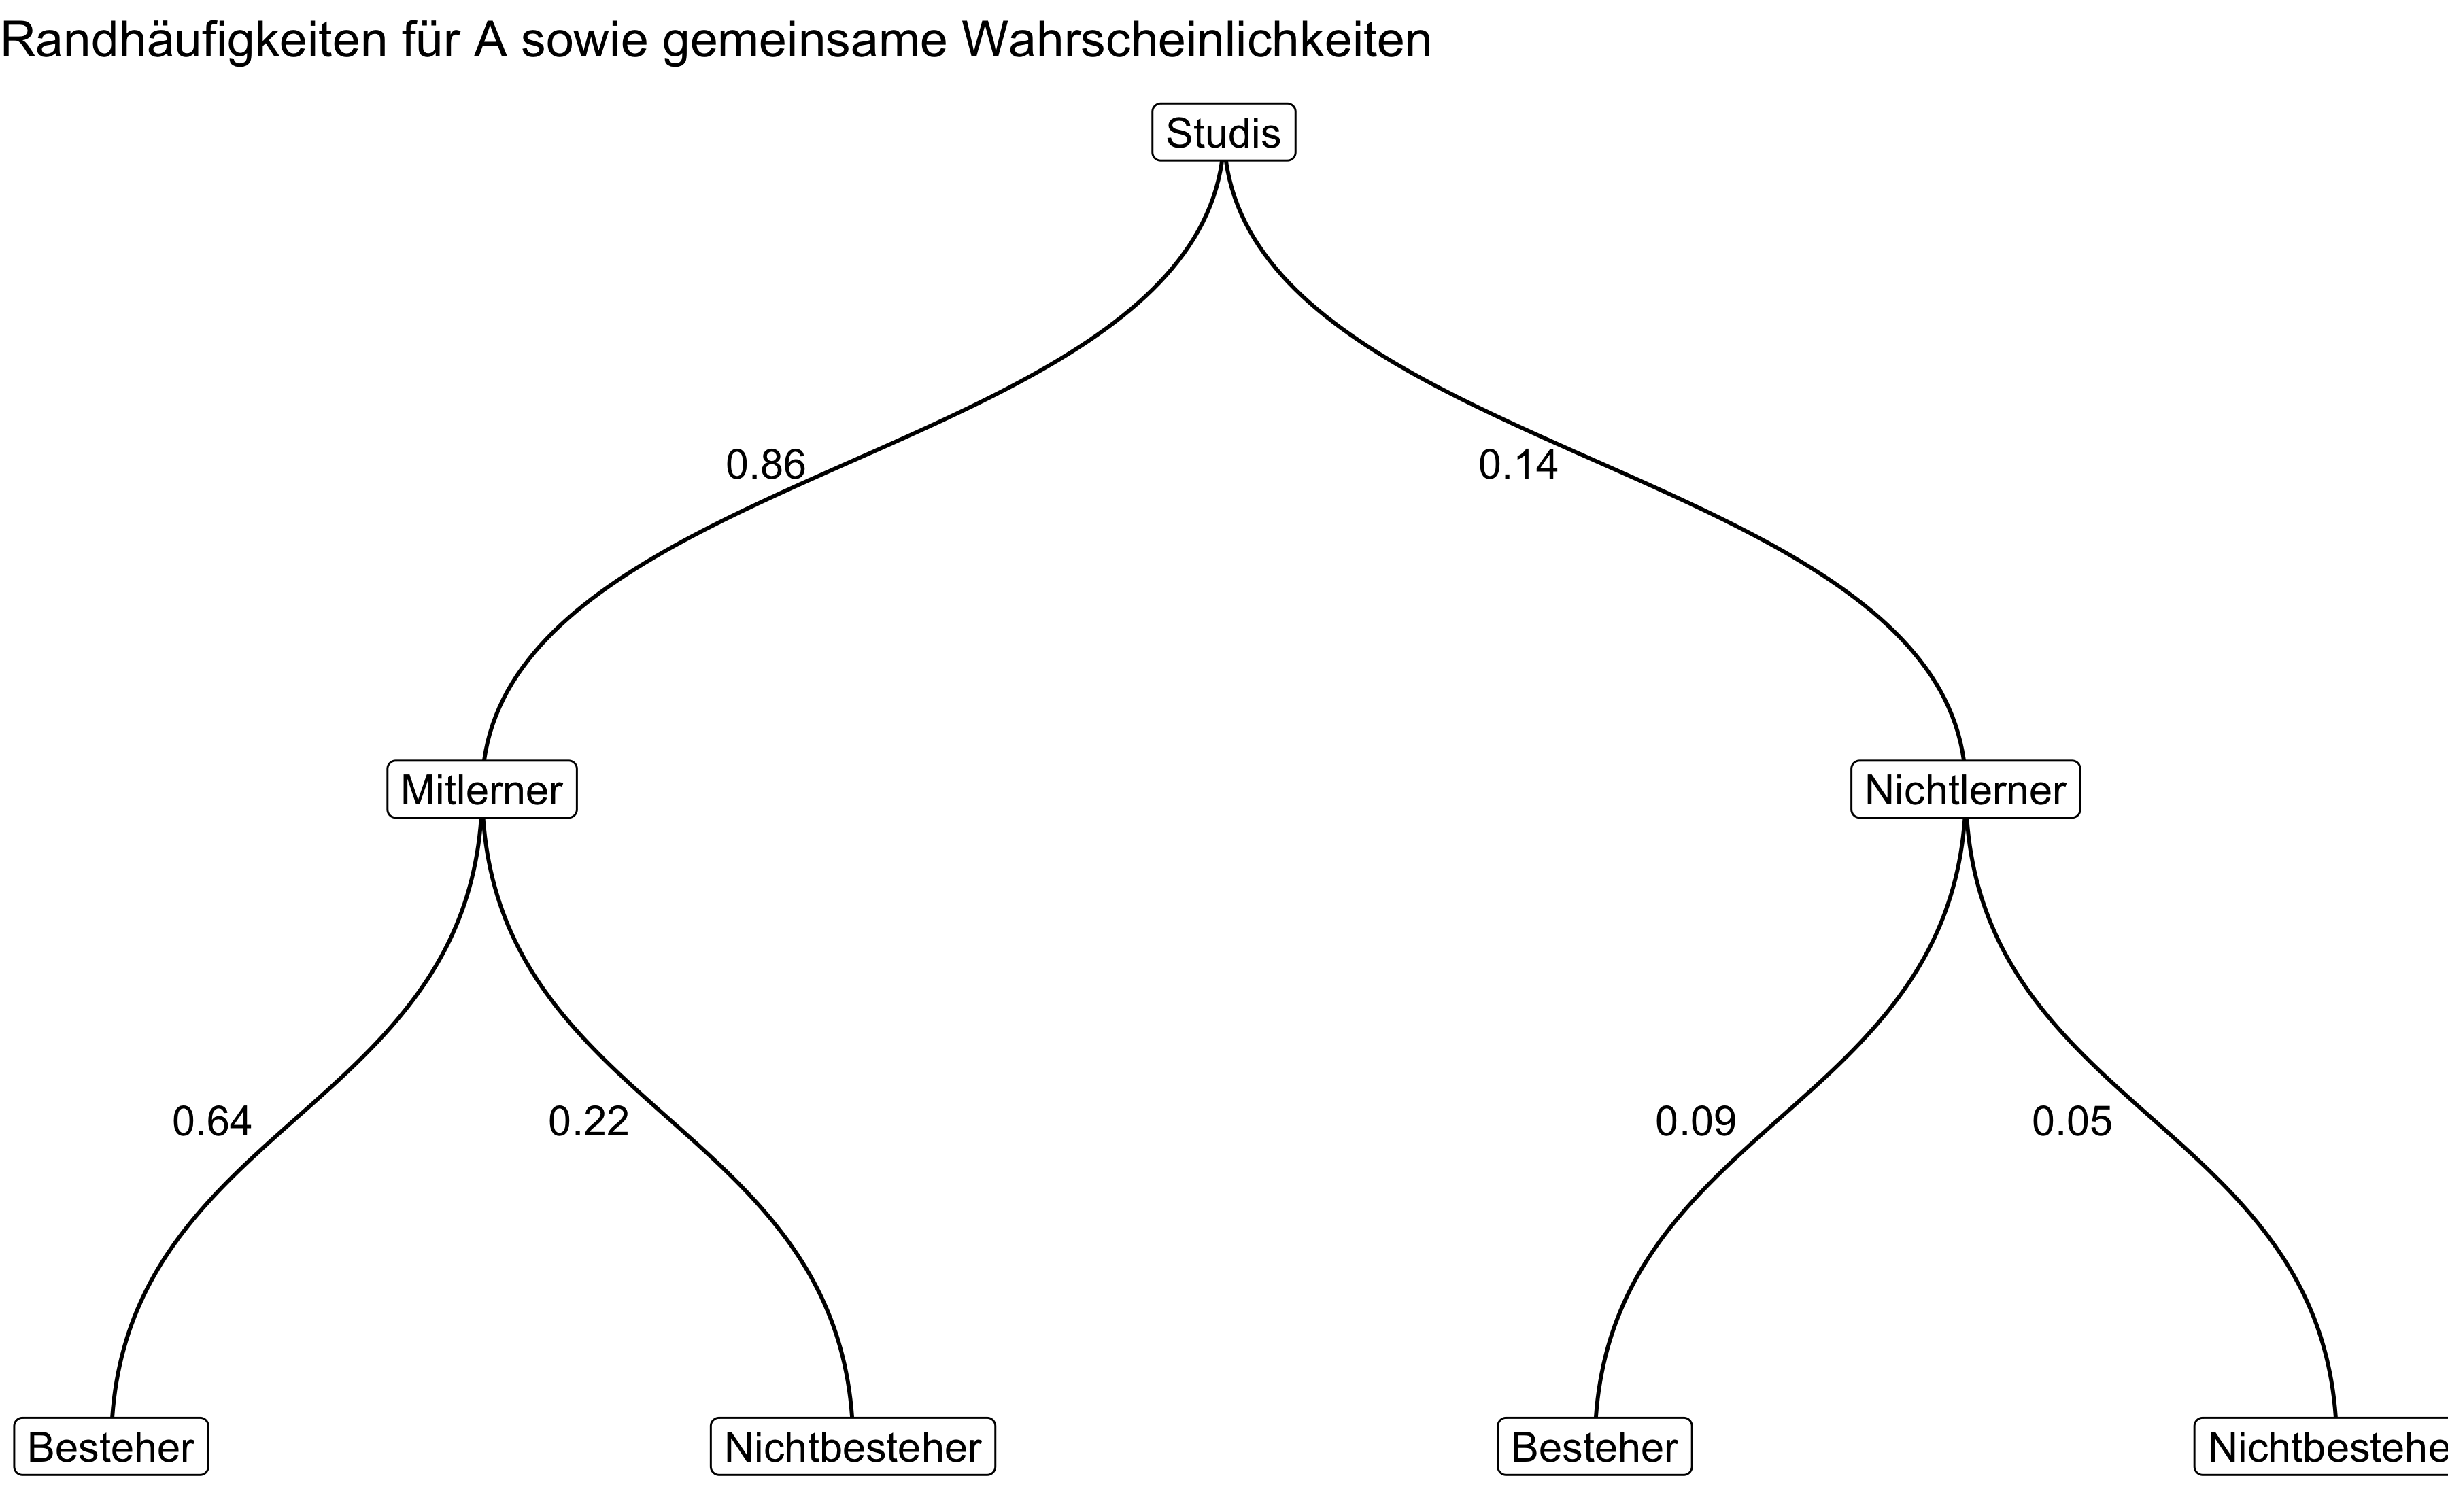 Randhäufigkeiten für A sowie gemeinsame Wahrscheinlichkeiten
Studis
0.86
0.14
Mitlerner
Nichtlerner
0.64
0.22
0.09
0.05
Besteher
Nichtbesteher
Besteher
Nichtbestehe